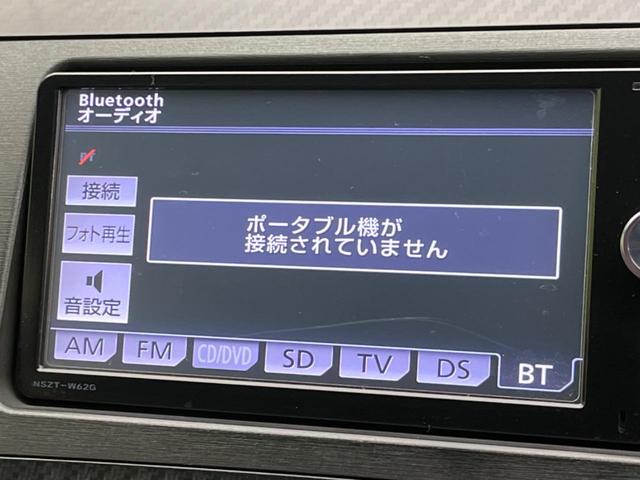 Bluetooth
オーディオ
接続
フォト再生
音設定
ポータブル機が
接続されていません
AM FM CD/DVD SD TV DS BT
NSZT-W62G